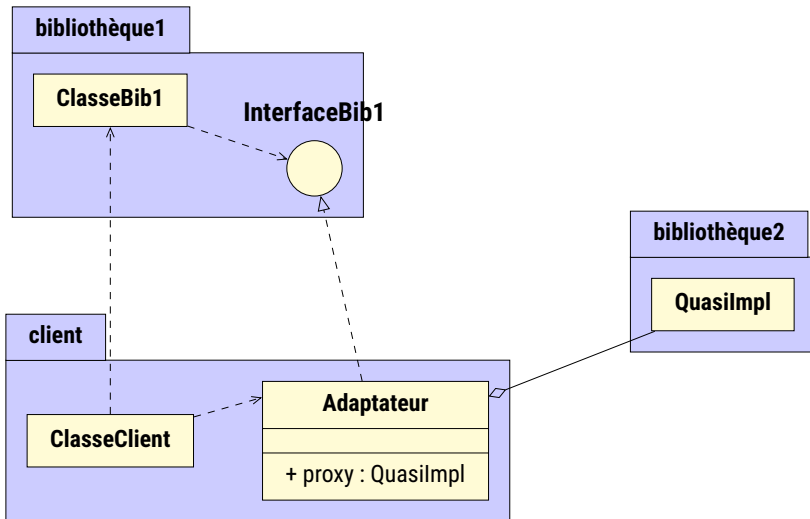 bibliothèque1
ClasseBib1
InterfaceBib1
bibliothèque2
QuasiImpl
client
Adaptateur
ClasseClient
+ proxy : QuasiImpl